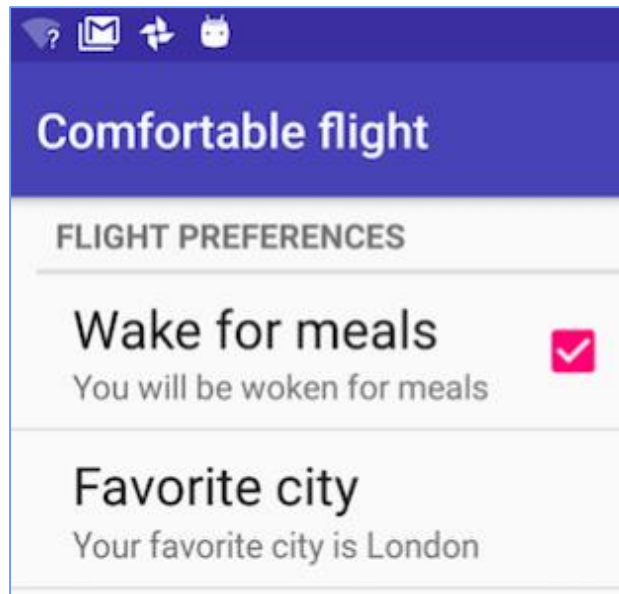 Comfortable flight
FLIGHT PREFERENCES
Wake for meals
You will be woken for meals
Favorite city
Your favorite city is London